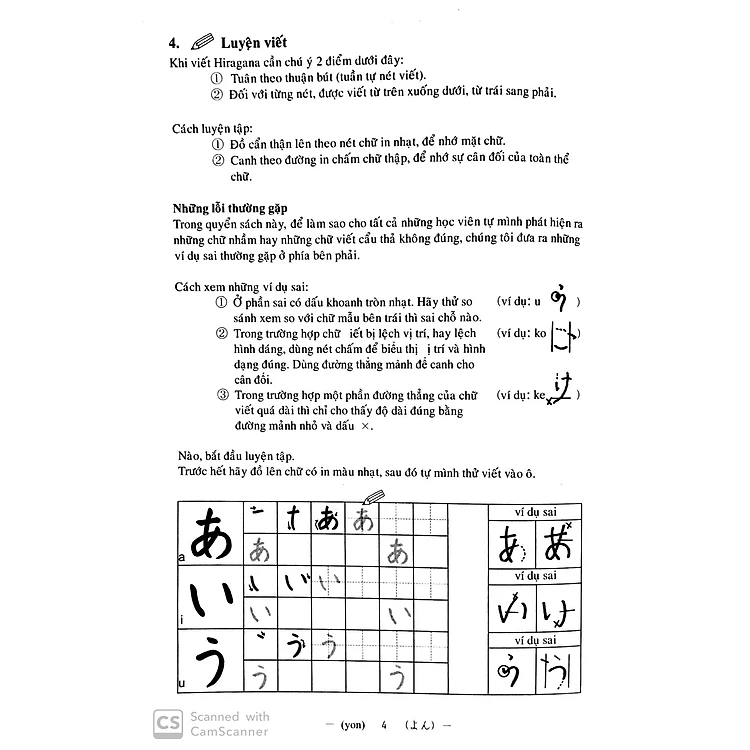 4. Luyện viết
Khi viết Hiragana cần chú ý 2 điểm dưới đây:
① Tuân theo thuận bút (tuần tự nét viết).
② Đối với từng nét, được viết từ trên xuống dưới, từ trái sang phải.
Cách luyện tập:
① Đồ cẩn thận lên theo nét chữ in nhạt, để nhớ mặt chữ.
② Canh theo đường in chấm chữ thập, để nhớ sự cân đối của toàn thể
chữ.
Những lỗi thường gặp
Trong quyển sách này, để làm sao cho tất cả những học viên tự mình phát hiện ra
những chữ nhầm hay những chữ viết cẩu thả không đúng, chúng tôi đưa ra những
ví dụ sai thường gặp ở phía bên phải.
Cách xem những ví dụ sai:
① Ở phần sai có dấu khoanh tròn nhạt. Hãy thử so (ví dụ: u う )
sánh xem so với chữ mẫu bên trái thì sai chỗ nào.
② Trong trường hợp chữ iết bị lệch vị trí, hay lệch (ví dụ: ko こ )
hình dáng, dùng nét chấm để biểu thị ị trí và hình
dạng đúng. Dùng đường thẳng mảnh để canh cho
cân đối.
③ Trong trường hợp một phần đường thẳng của chữ (ví dụ: ke け )
viết quá dài thì chỉ cho thấy độ dài đúng bằng
đường mảnh nhỏ và dấu ×.
Nào, bắt đầu luyện tập.
Trước hết hãy đồ lên chữ có in màu nhạt, sau đó tự mình thử viết vào ô.
a あ あ あ ví dụ sai
あ あ あ あ
i い い い ví dụ sai
い い い け
u う う う う ví dụ sai
う う う う
— (yon) 4 (よん) —
CS Scanned with
CamScanner